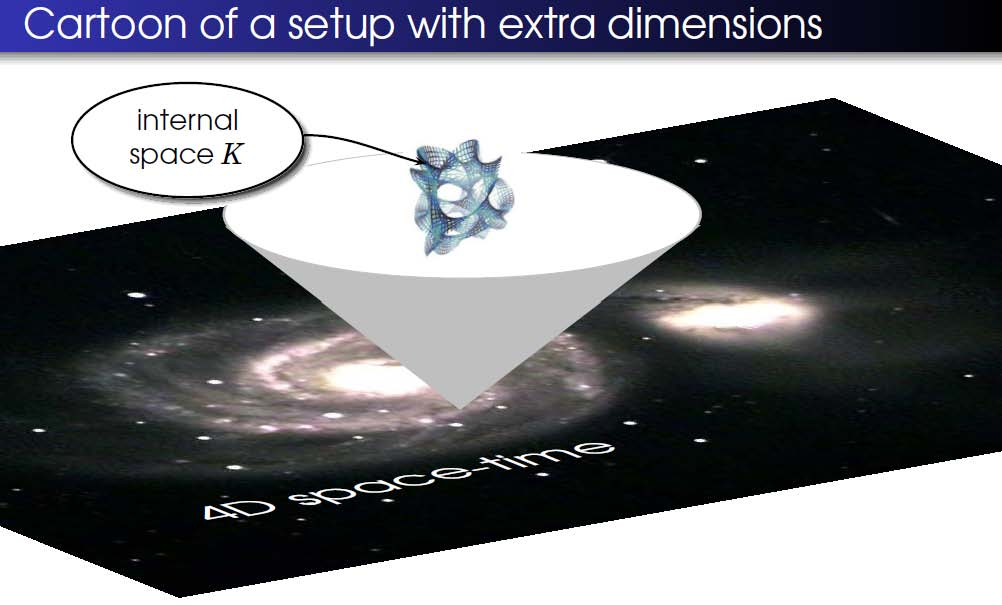 Cartoon of a setup with extra dimensions
internal
space K
4D space-time